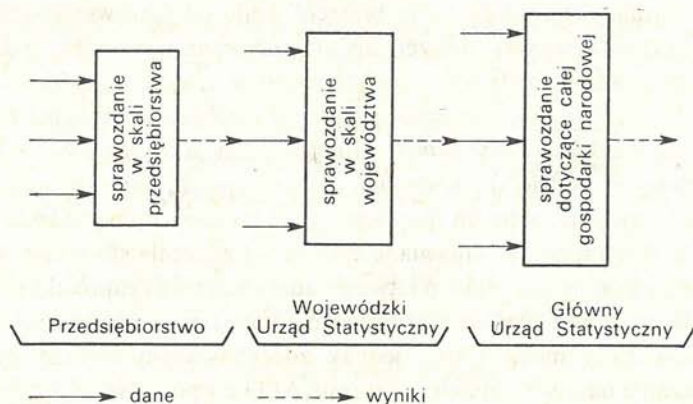 sprawozdanie
w skali
przedsiębiorstwa
sprawozdanie
w skali
województwa
sprawozdanie
dotyczące całej
gospodarki narodowej
Przedsiębiorstwo
Wojewódzki
Urząd Statystyczny
Główny
Urząd Statystyczny
dane
wyniki